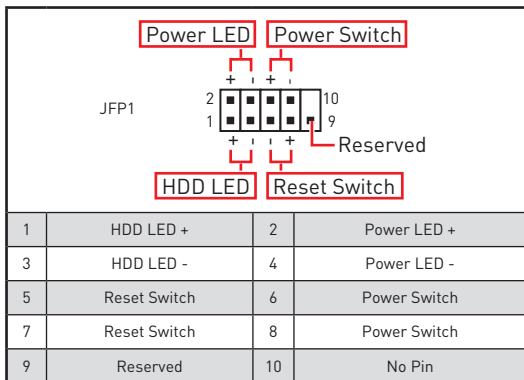 Power LED Power Switch
+ - + -
JFP1
2 10
1 9
+ - - +
Reserved
HDD LED Reset Switch
1 HDD LED + 2 Power LED +
3 HDD LED - 4 Power LED -
5 Reset Switch 6 Power Switch
7 Reset Switch 8 Power Switch
9 Reserved 10 No Pin